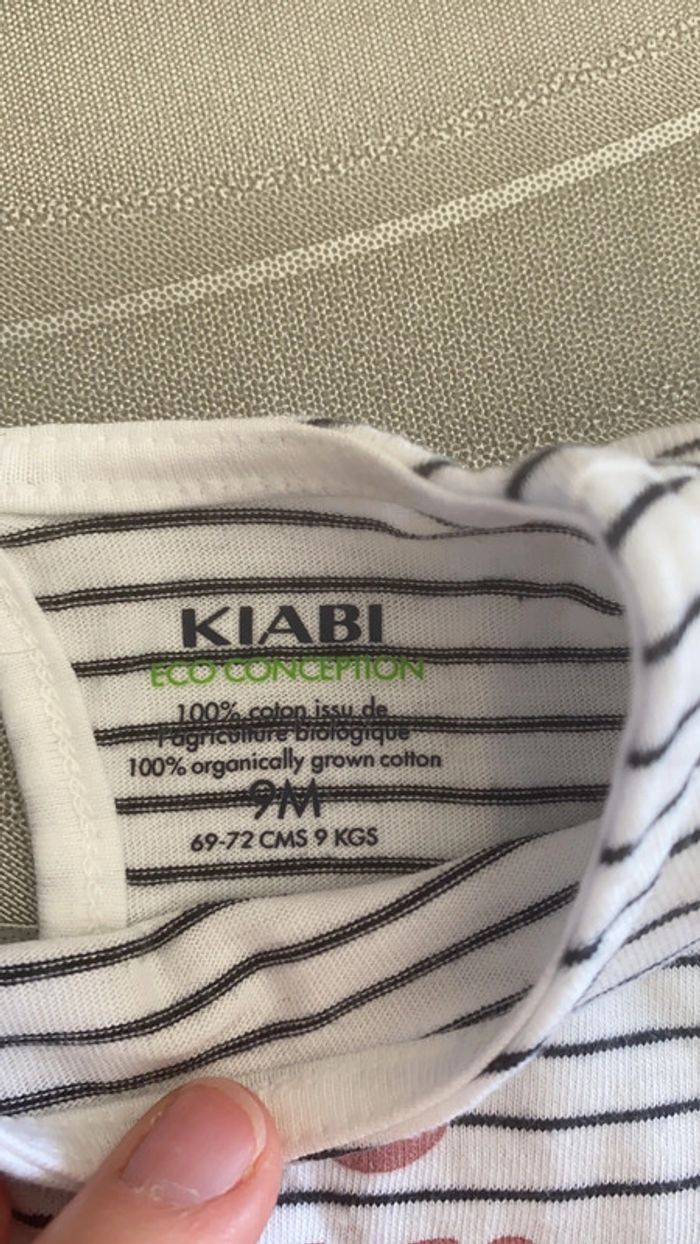 KIABI
ECO CONCEPTION
100% coton issu de
l'agriculture biologique
100% organically grown cotton
9M
69-72 CMS 9 KGS